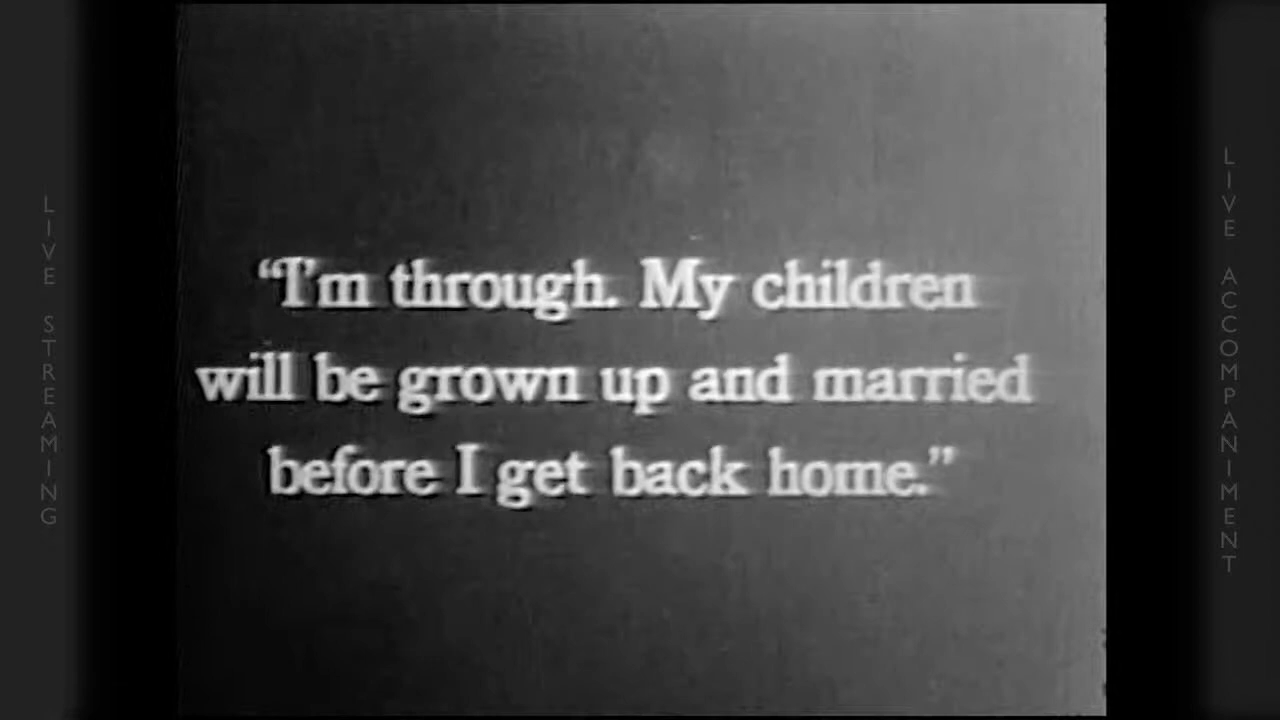 LIVE STREAMING
“I’m through. My children
will be grown up and married
before I get back home.”
LIVE ACCOMPANIMENT